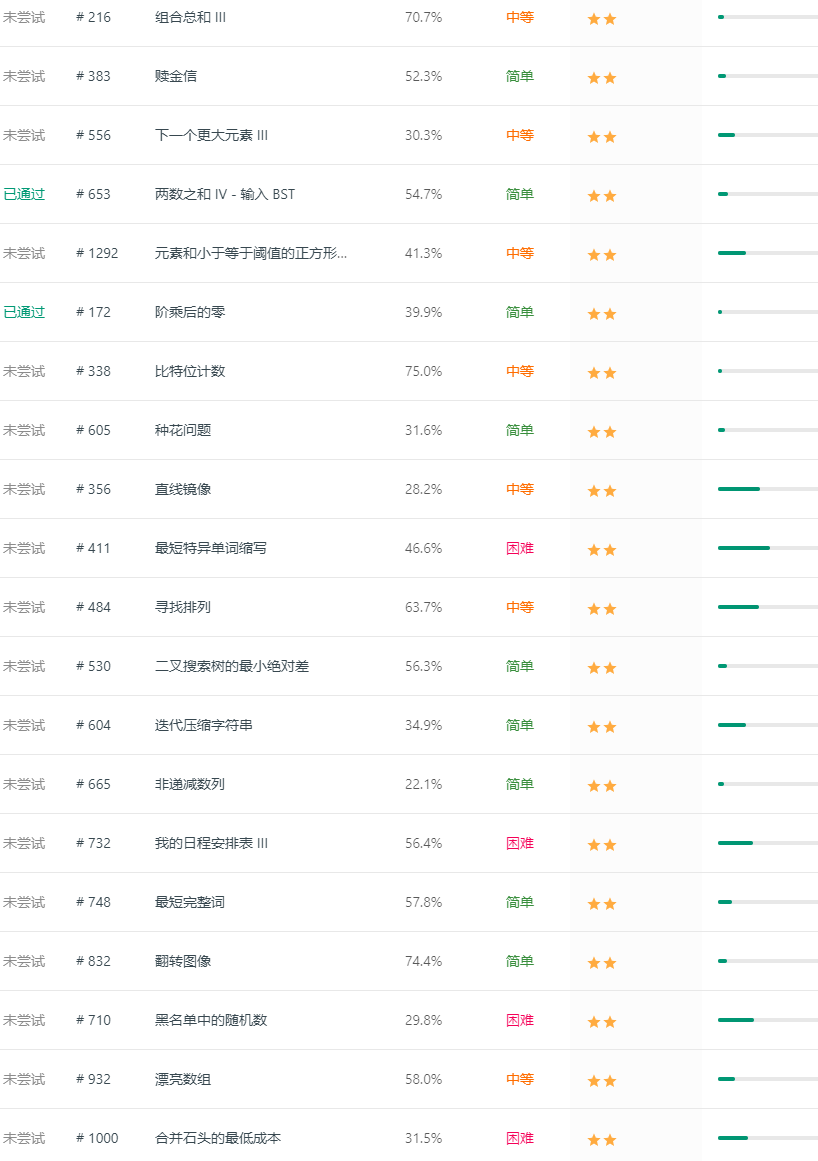 未尝试 # 216 组合总和 III 70.7% 中等
未尝试 # 383 赎金信 52.3% 简单
未尝试 # 556 下一个更大元素 III 30.3% 中等
已通过 # 653 两数之和 IV - 输入 BST 54.7% 简单
未尝试 # 1292 元素和小于等于阈值的正方形... 41.3% 中等
已通过 # 172 阶乘后的零 39.9% 简单
未尝试 # 338 比特位计数 75.0% 中等
未尝试 # 605 种花问题 31.6% 简单
未尝试 # 356 直线镜像 28.2% 中等
未尝试 # 411 最短特异单词缩写 46.6% 困难
未尝试 # 484 寻找排列 63.7% 中等
未尝试 # 530 二叉搜索树的最小绝对差 56.3% 简单
未尝试 # 604 迭代压缩字符串 34.9% 简单
未尝试 # 665 非递减数列 22.1% 简单
未尝试 # 732 我的日程安排表 III 56.4% 困难
未尝试 # 748 最短完整词 57.8% 简单
未尝试 # 832 翻转图像 74.4% 简单
未尝试 # 710 黑名单中的随机数 29.8% 困难
未尝试 # 932 漂亮数组 58.0% 中等
未尝试 # 1000 合并石头的最低成本 31.5% 困难